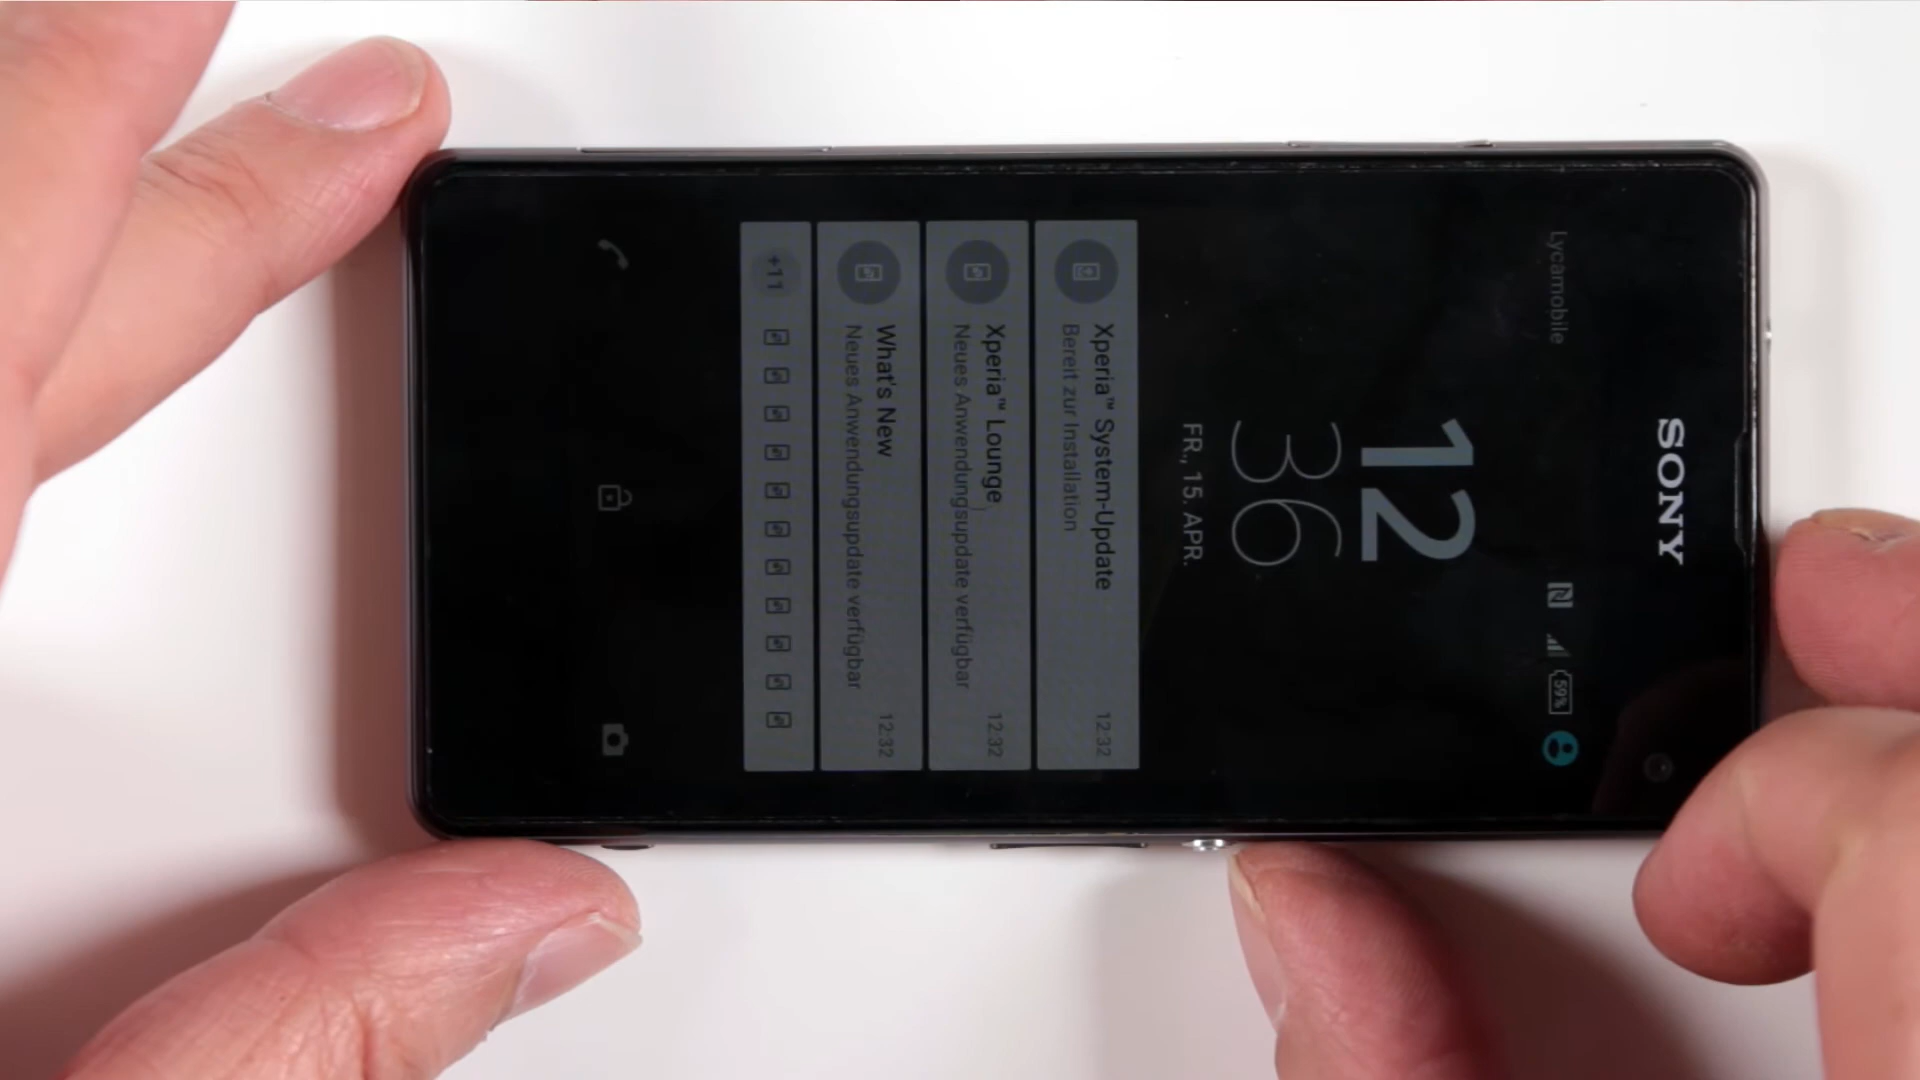 SONY
Lycamobile
59%
12
36
FR., 15. APR.
Xperia™ System-Update
12:32
Bereit zur Installation
Xperia™ Lounge
12:32
Neues Anwendungsupdate verfügbar
What's New
12:32
Neues Anwendungsupdate verfügbar
+11